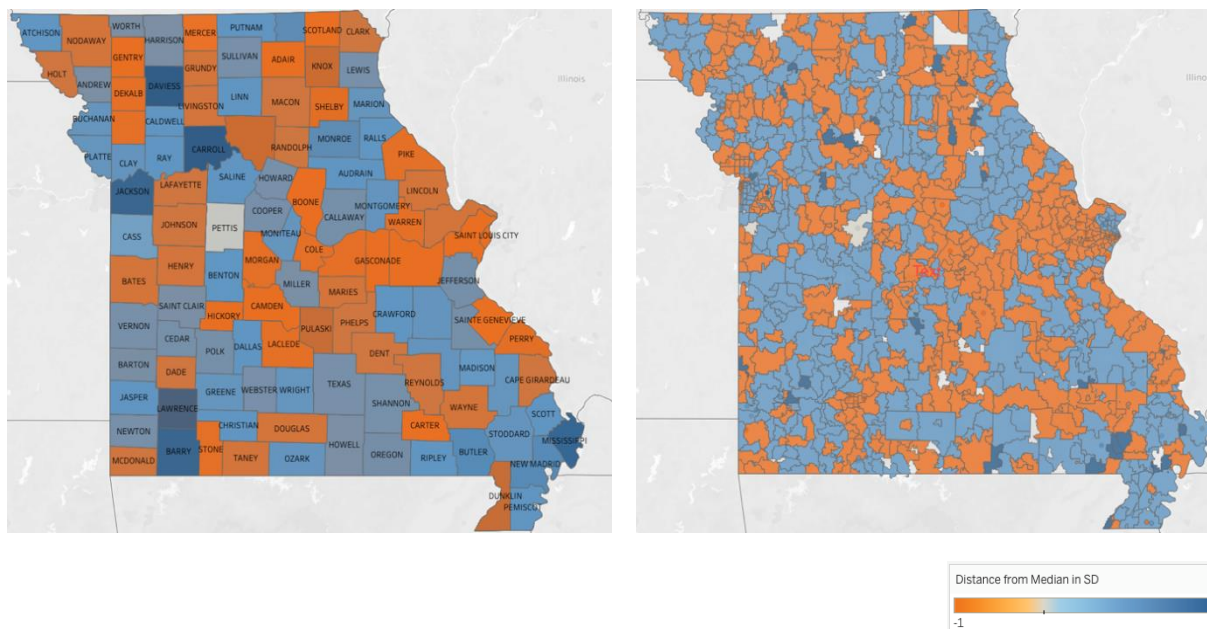 WORTH
PUTNAM
SCOTLAND
CLARK
ATCHISON
NODAWAY
HARRISON
MERCER
GENTRY
SULLIVAN
ADAIR
HOLT
GRUNDY
KNOX
LEWIS
ANDREW
DAVIESS
DEKALB
LIVINGSTON
LINN
MACON
SHELBY
MARION
BUCHANAN
CALDWELL
MONROE
RALLS
PLATTE
CLAY
RAY
CARROLL
RANDOLPH
PIKE
SALINE
AUDRAIN
HOWARD
JACKSON
LAFAYETTE
BOONE
LINCOLN
COOPER
MONTGOMERY
CALLAWAY
WARREN
JOHNSON
PETTIS
CASS
MONITEAU
SAINT LOUIS CITY
COLE
HENRY
MORGAN
GASCONADE
BENTON
BATES
MILLER
JEFFERSON
MARIES
SAINT CLAIR
CAMDEN
HICKORY
CRAWFORD
SAINTE GENEVIEVE
VERNON
PULASKI
PHELPS
PERRY
CEDAR
DALLAS
LACLEDE
POLK
DENT
BARTON
MADISON
DADE
TEXAS
REYNOLDS
CAPE GIRARDEAU
JASPER
GREENE
WEBSTER
WRIGHT
SHANNON
LAWRENCE
WAYNE
SCOTT
NEWTON
CHRISTIAN
DOUGLAS
CARTER
STODDARD
MISSISSIPPI
HOWELL
STONE
BARRY
OREGON
BUTLER
MCDONALD
TANEY
OZARK
RIPLEY
NEW MADRID
DUNKLIN
PEMISCOT
Illinois
Illinois
Text
Distance from Median in SD
-1